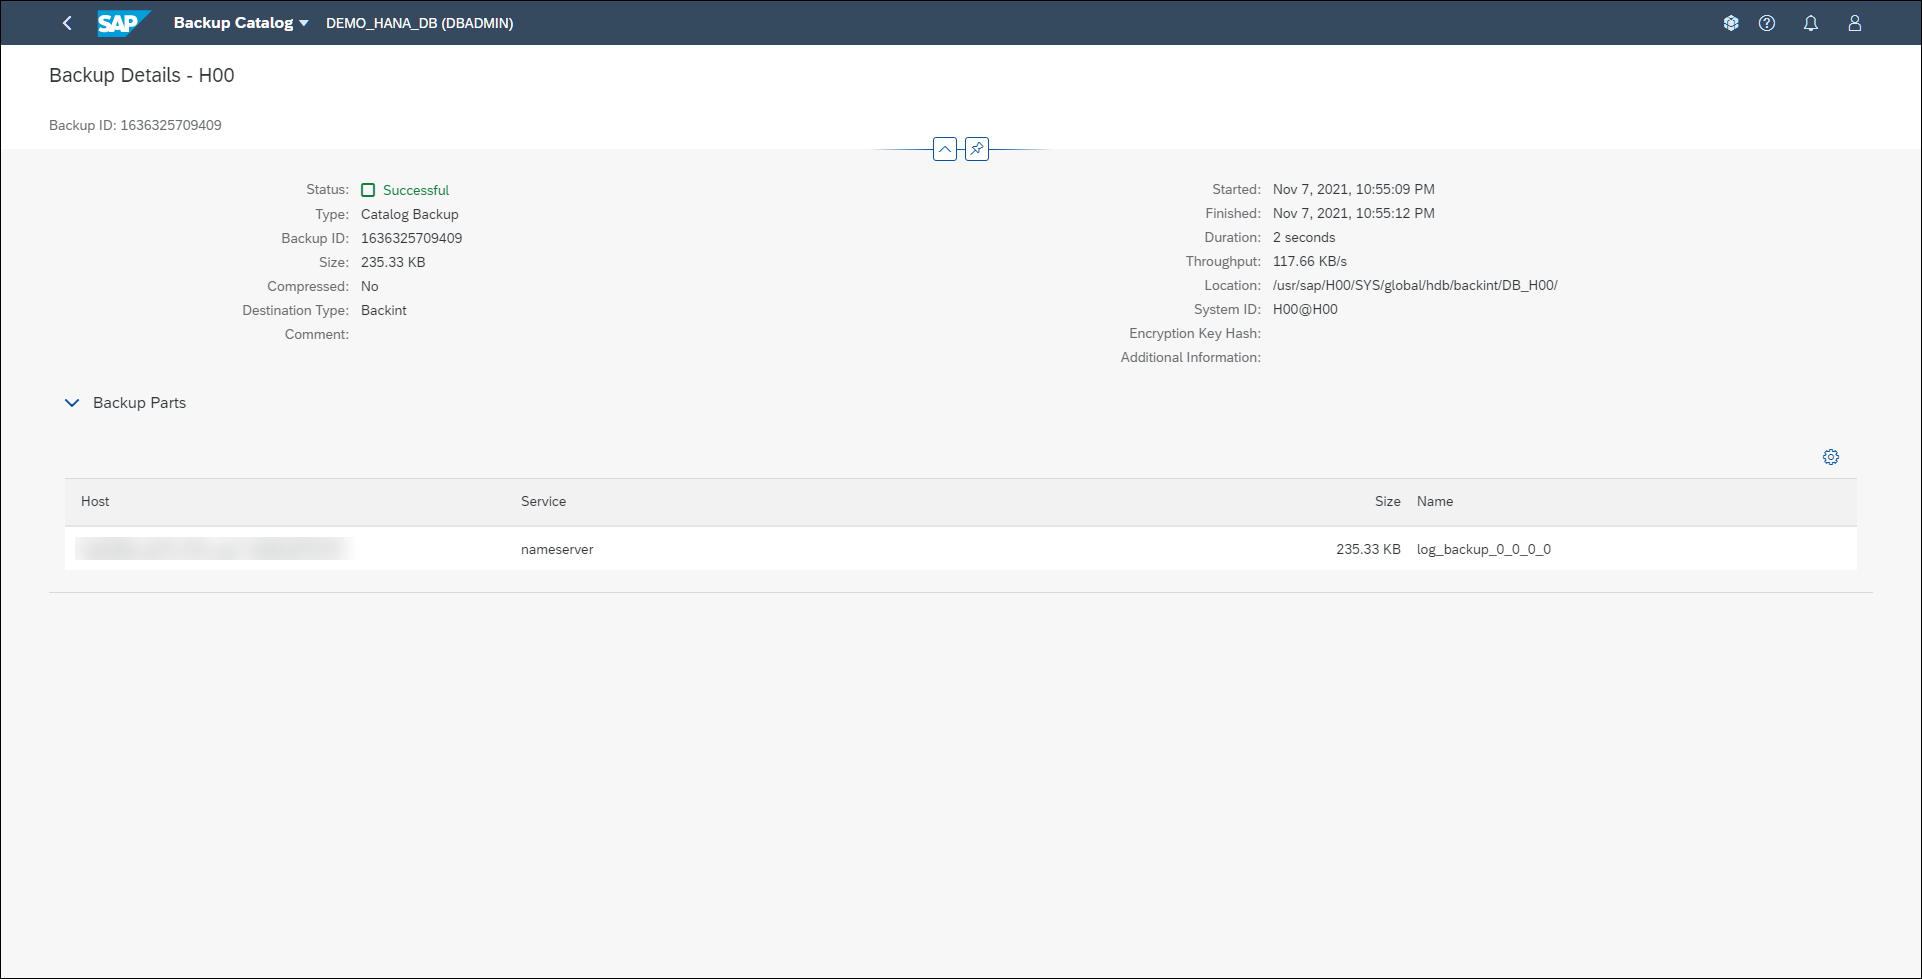 SAP Backup Catalog DEMO_HANA_DB (DBADMIN)
Backup Details - H00
Backup ID: 1636325709409
Status: Successful
Type: Catalog Backup
Backup ID: 1636325709409
Size: 235.33 KB
Compressed: No
Destination Type: Backint
Comment:
Started: Nov 7, 2021, 10:55:09 PM
Finished: Nov 7, 2021, 10:55:12 PM
Duration: 2 seconds
Throughput: 117.66 KB/s
Location: /usr/sap/H00/SYS/global/hdb/backint/DB_H00/
System ID: H00@H00
Encryption Key Hash:
Additional Information:
Backup Parts
Host Service Size Name
nameserver 235.33 KB log_backup_0_0_0_0